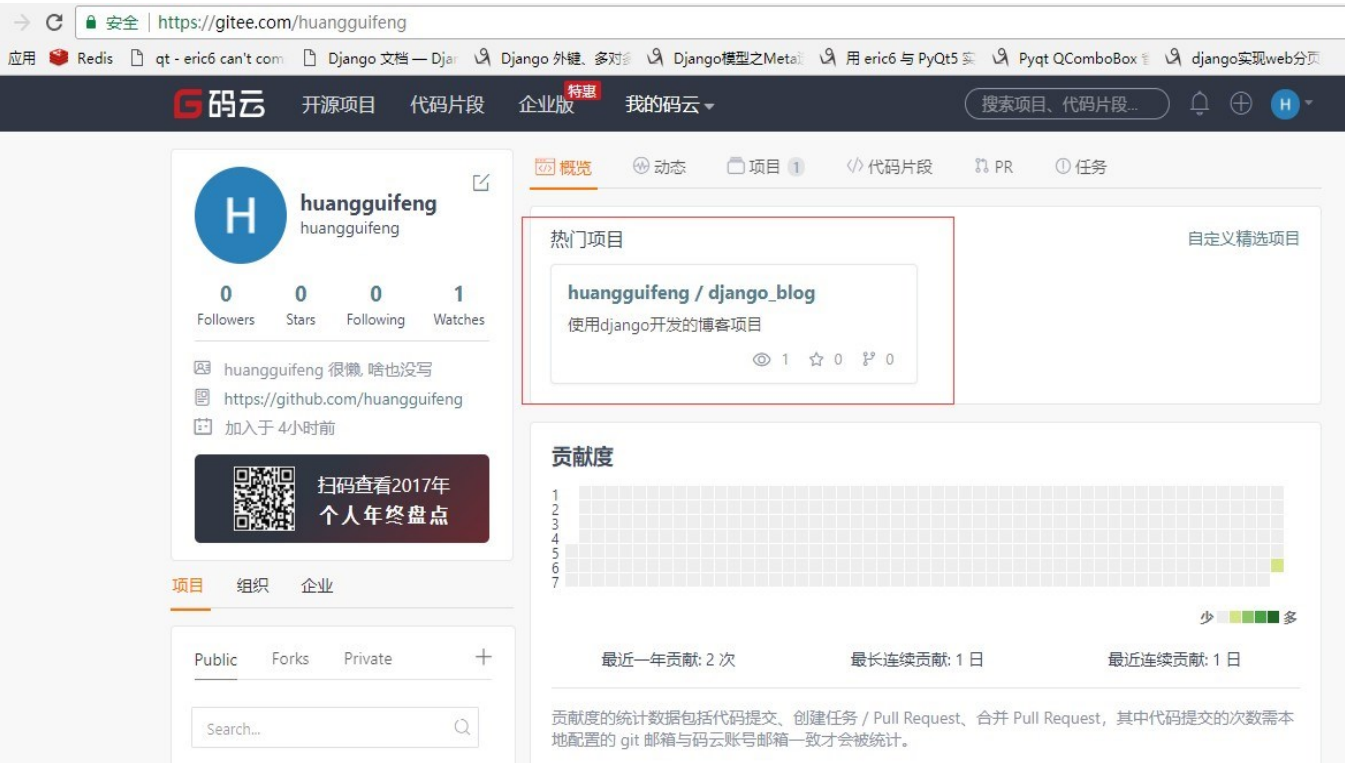 安全 | https://gitee.com/huangguifeng
应用 Redis qt - eric6 can't com Django 文档 — Djar Django 外键、多对多 Django模型之Meta 用 eric6 与 PyQt5 实 Pyqt QComboBox django实现web分页
G 码云 开源项目 代码片段 企业版 特惠 我的码云 搜索项目、代码片段... H
概览 动态 项目 1 代码片段 PR 任务
H
huangguifeng
huangguifeng
0 0 0 1
Followers Stars Following Watches
huangguifeng 很懒, 啥也没写
https://github.com/huangguifeng
加入于 4小时前
扫码查看2017年
个人年终盘点
项目 组织 企业
Public Forks Private
Search...
热门项目 自定义精选项目
huangguifeng / django_blog
使用django开发的博客项目
1 0 0
贡献度
1
2
3
4
5
6
7
少 多
最近一年贡献: 2 次 最长连续贡献: 1 日 最近连续贡献: 1 日
贡献度的统计数据包括代码提交、创建任务 / Pull Request、合并 Pull Request，其中代码提交的次数需本
地配置的 git 邮箱与码云账号邮箱一致才会被统计。